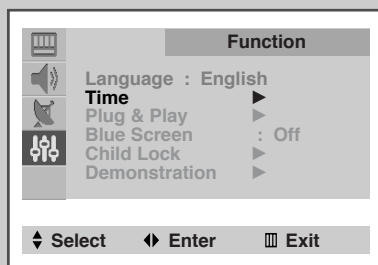 Function
Language : English
Time ►
Plug & Play ►
Blue Screen : Off
Child Lock ►
Demonstration ►
Select Enter Exit